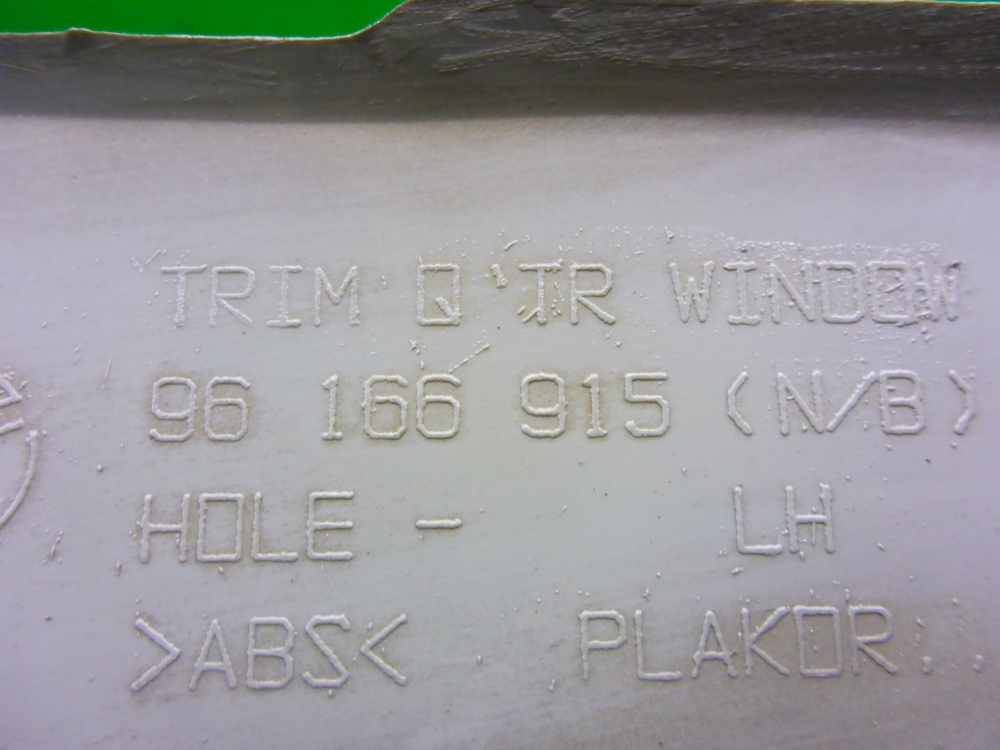 TRIM Q'TR WINDOW
96 166 915 (N/B)
HOLE - LH
>ABS< PLAKOR